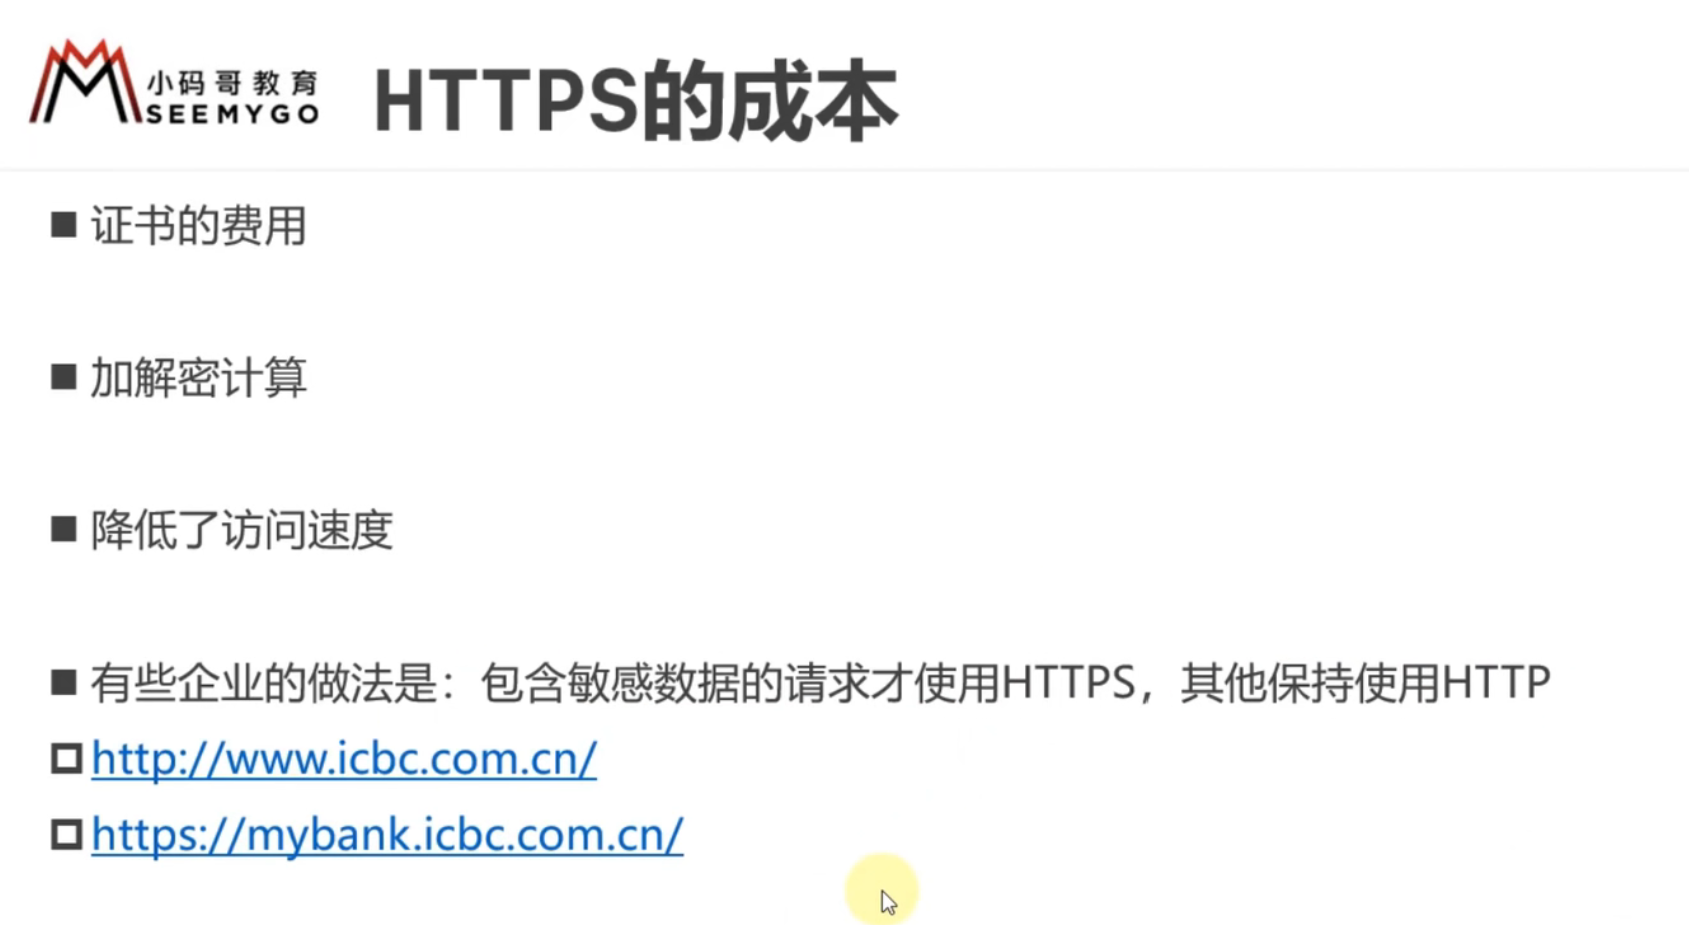 小码哥教育
SEEMYGO
HTTPS的成本
证书的费用
加解密计算
降低了访问速度
有些企业的做法是：包含敏感数据的请求才使用HTTPS，其他保持使用HTTP
http://www.icbc.com.cn/
https://mybank.icbc.com.cn/